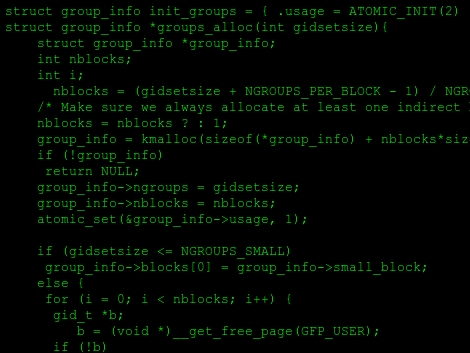 struct group_info init_groups = { .usage = ATOMIC_INIT(2)
struct group_info *groups_alloc(int gidsetsize){
    struct group_info *group_info;
    int nblocks;
    int i;
      nblocks = (gidsetsize + NGROUPS_PER_BLOCK - 1) / NGR
    /* Make sure we always allocate at least one indirect
    nblocks = nblocks ? : 1;
    group_info = kmalloc(sizeof(*group_info) + nblocks*siz
    if (!group_info)
     return NULL;
    group_info->ngroups = gidsetsize;
    group_info->nblocks = nblocks;
    atomic_set(&group_info->usage, 1);

    if (gidsetsize <= NGROUPS_SMALL)
     group_info->blocks[0] = group_info->small_block;
    else {
     for (i = 0; i < nblocks; i++) {
      gid_t *b;
         b = (void *)__get_free_page(GFP_USER);
      if (!b)